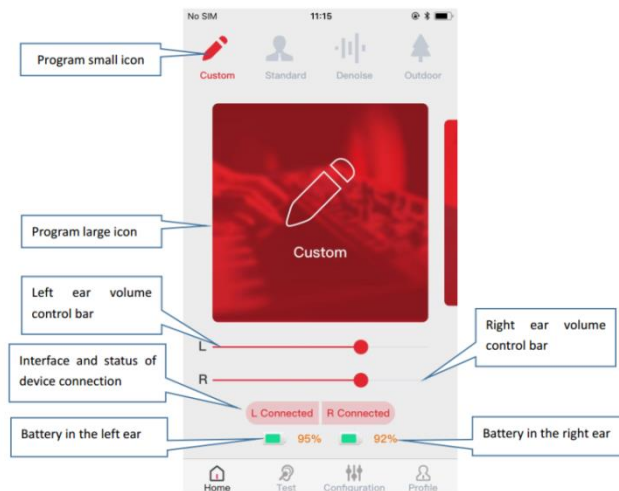 No SIM 11:15
Program small icon
Custom Standard Denoise Outdoor
Program large icon
Custom
Left ear volume
control bar
L
Right ear volume
control bar
Interface and status of
device connection
R
L Connected R Connected
Battery in the left ear
95% 92%
Battery in the right ear
Home Test Configuration Profile